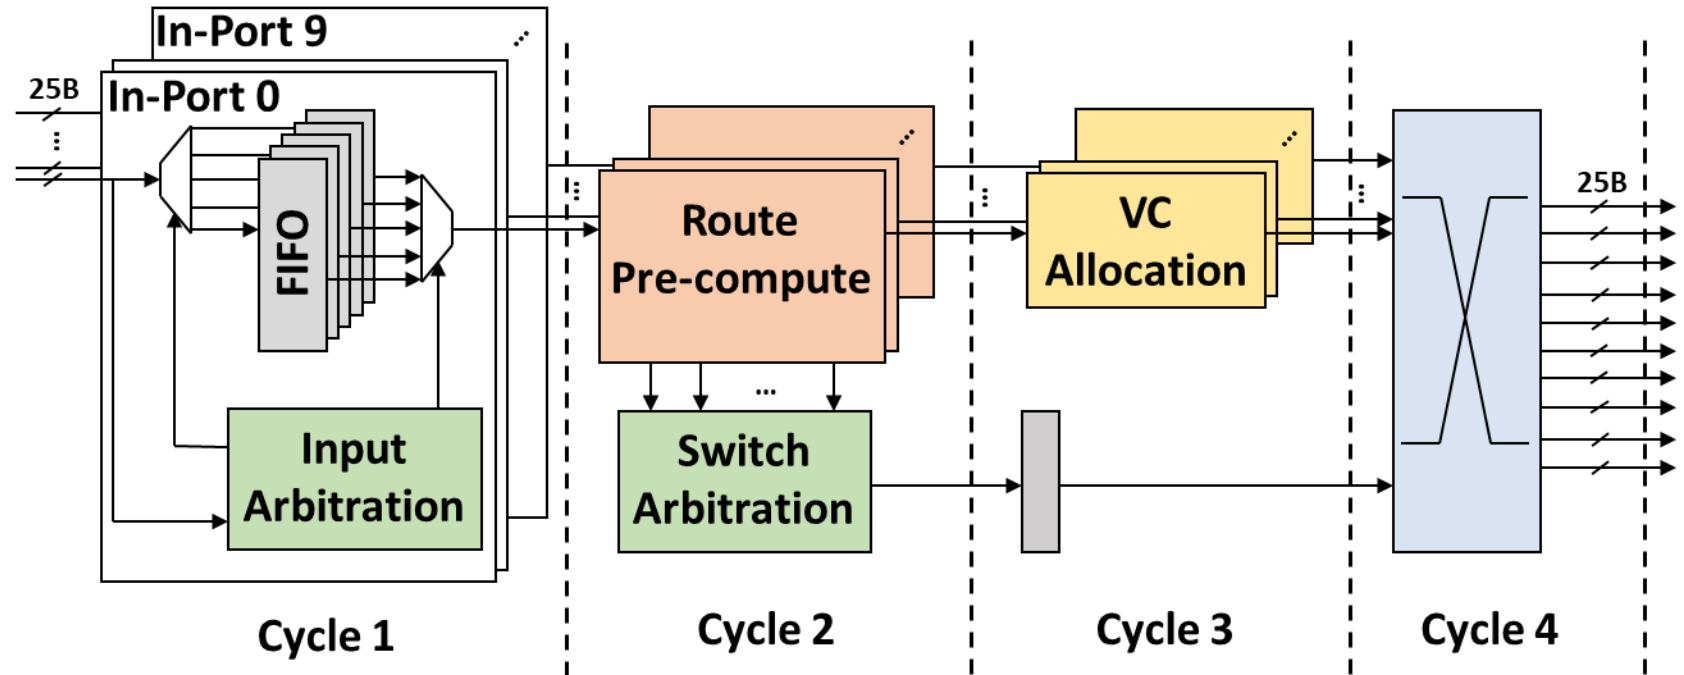 In-Port 9
25B
In-Port 0
...
FIFO
Input
Arbitration
Cycle 1
...
Route
Pre-compute
...
Switch
Arbitration
Cycle 2
...
VC
Allocation
Cycle 3
...
25B
Cycle 4